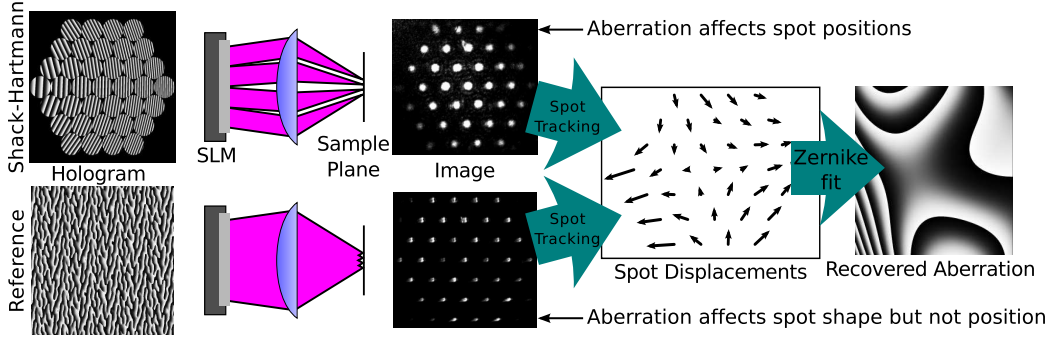 Shack-Hartmann
Hologram
SLM
Sample
Plane
Image
Aberration affects spot positions
Spot
Tracking
Reference
Spot
Tracking
Spot Displacements
Zernike
fit
Recovered Aberration
Aberration affects spot shape but not position